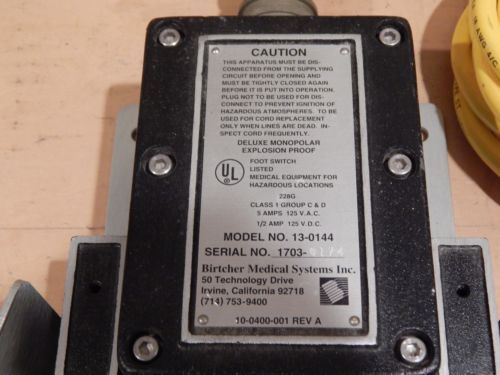 CAUTION
THIS APPARATUS MUST BE DIS-
CONNECTED FROM THE SUPPLYING
CIRCUIT BEFORE OPENING AND
MUST BE TIGHTLY CLOSED AGAIN
BEFORE IT IS PUT INTO OPERATION.
PLUG NOT TO BE USED FOR DIS-
CONNECT TO PREVENT IGNITION OF
HAZARDOUS ATMOSPHERES. TO BE
USED FOR CORD REPLACEMENT
ONLY WHEN LINES ARE DEAD. IN-
SPECT CORD FREQUENTLY.
DELUXE MONOPOLAR
EXPLOSION PROOF
UL
FOOT SWITCH
LISTED
MEDICAL EQUIPMENT FOR
HAZARDOUS LOCATIONS
228G
CLASS 1 GROUP C & D
5 AMPS 125 V.A.C.
1/2 AMP 125 V.D.C.
MODEL NO. 13-0144
SERIAL NO. 1703-
Birtcher Medical Systems Inc.
50 Technology Drive
Irvine, California 92718
(714) 753-9400
10-0400-001 REV A
AWG 4/C